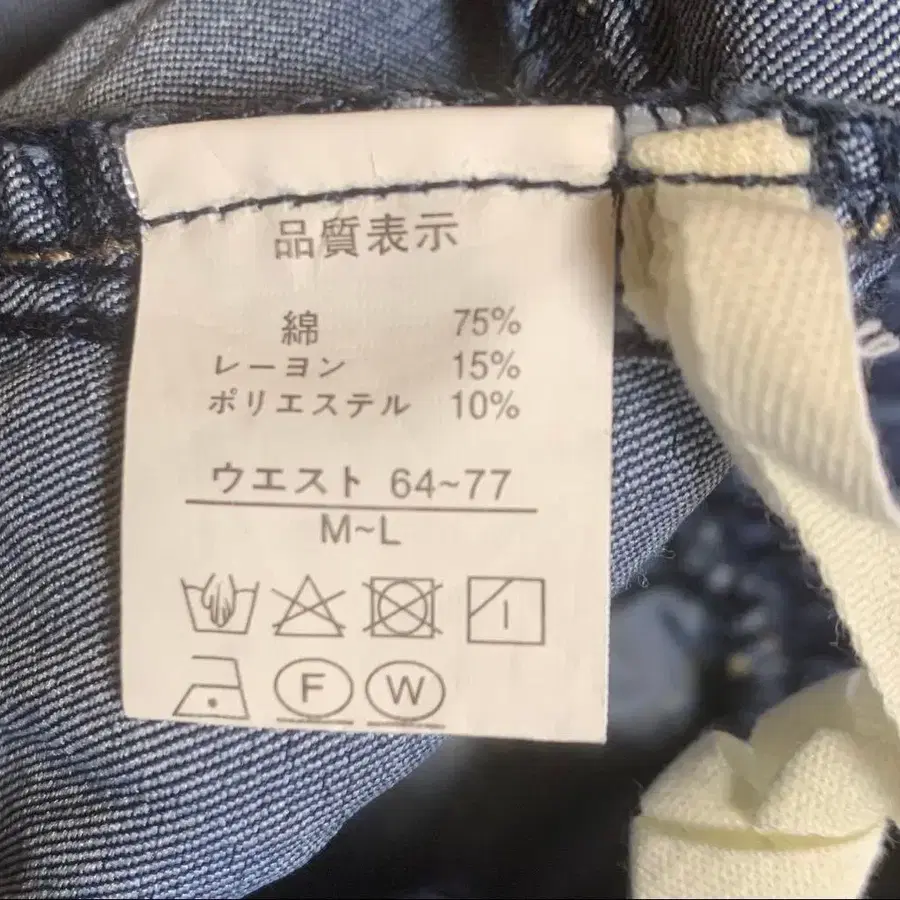 品質表示
綿 75%
レーヨン 15%
ポリエステル 10%
ウエスト 64~77
M~L
F W